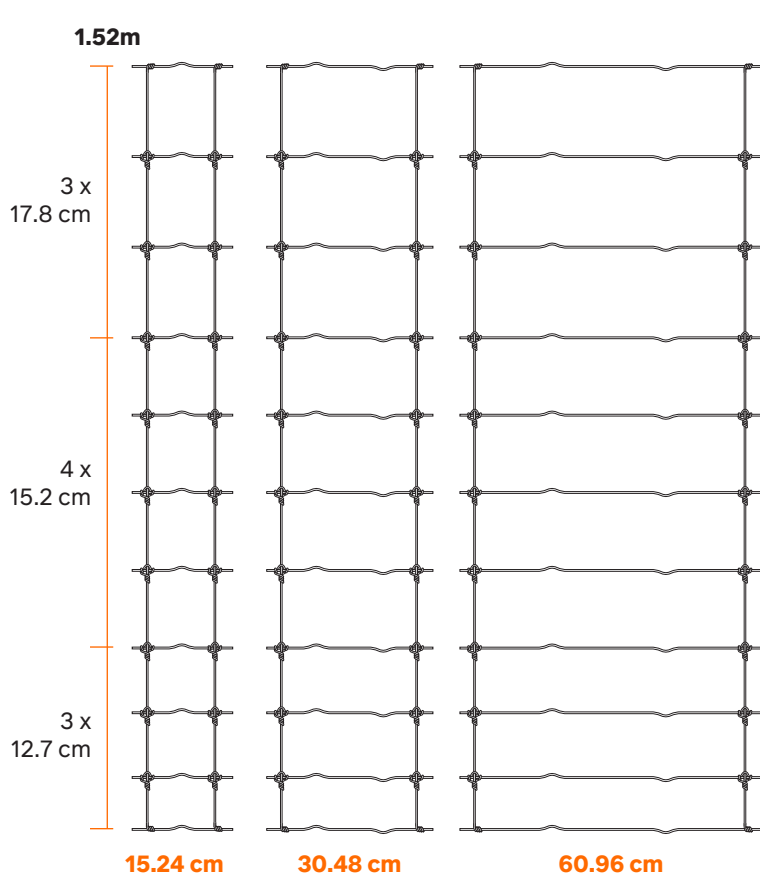 1.52m
3 x
17.8 cm
4 x
15.2 cm
3 x
12.7 cm
15.24 cm
30.48 cm
60.96 cm